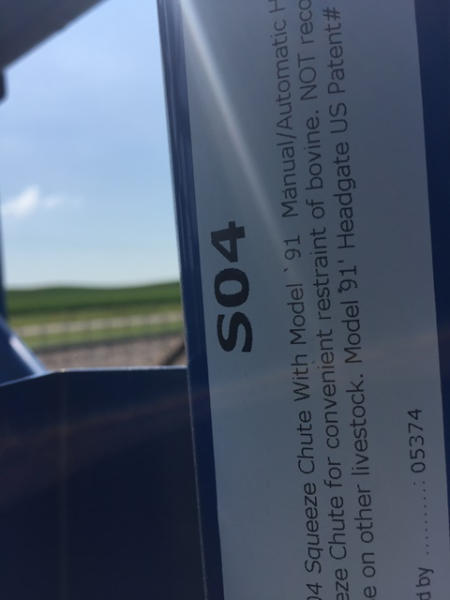 S04
04 Squeeze Chute With Model `91 Manual/Automatic H
eze Chute for convenient restraint of bovine. NOT reco
e on other livestock. Model '91' Headgate US Patent#
d by .........: 05374